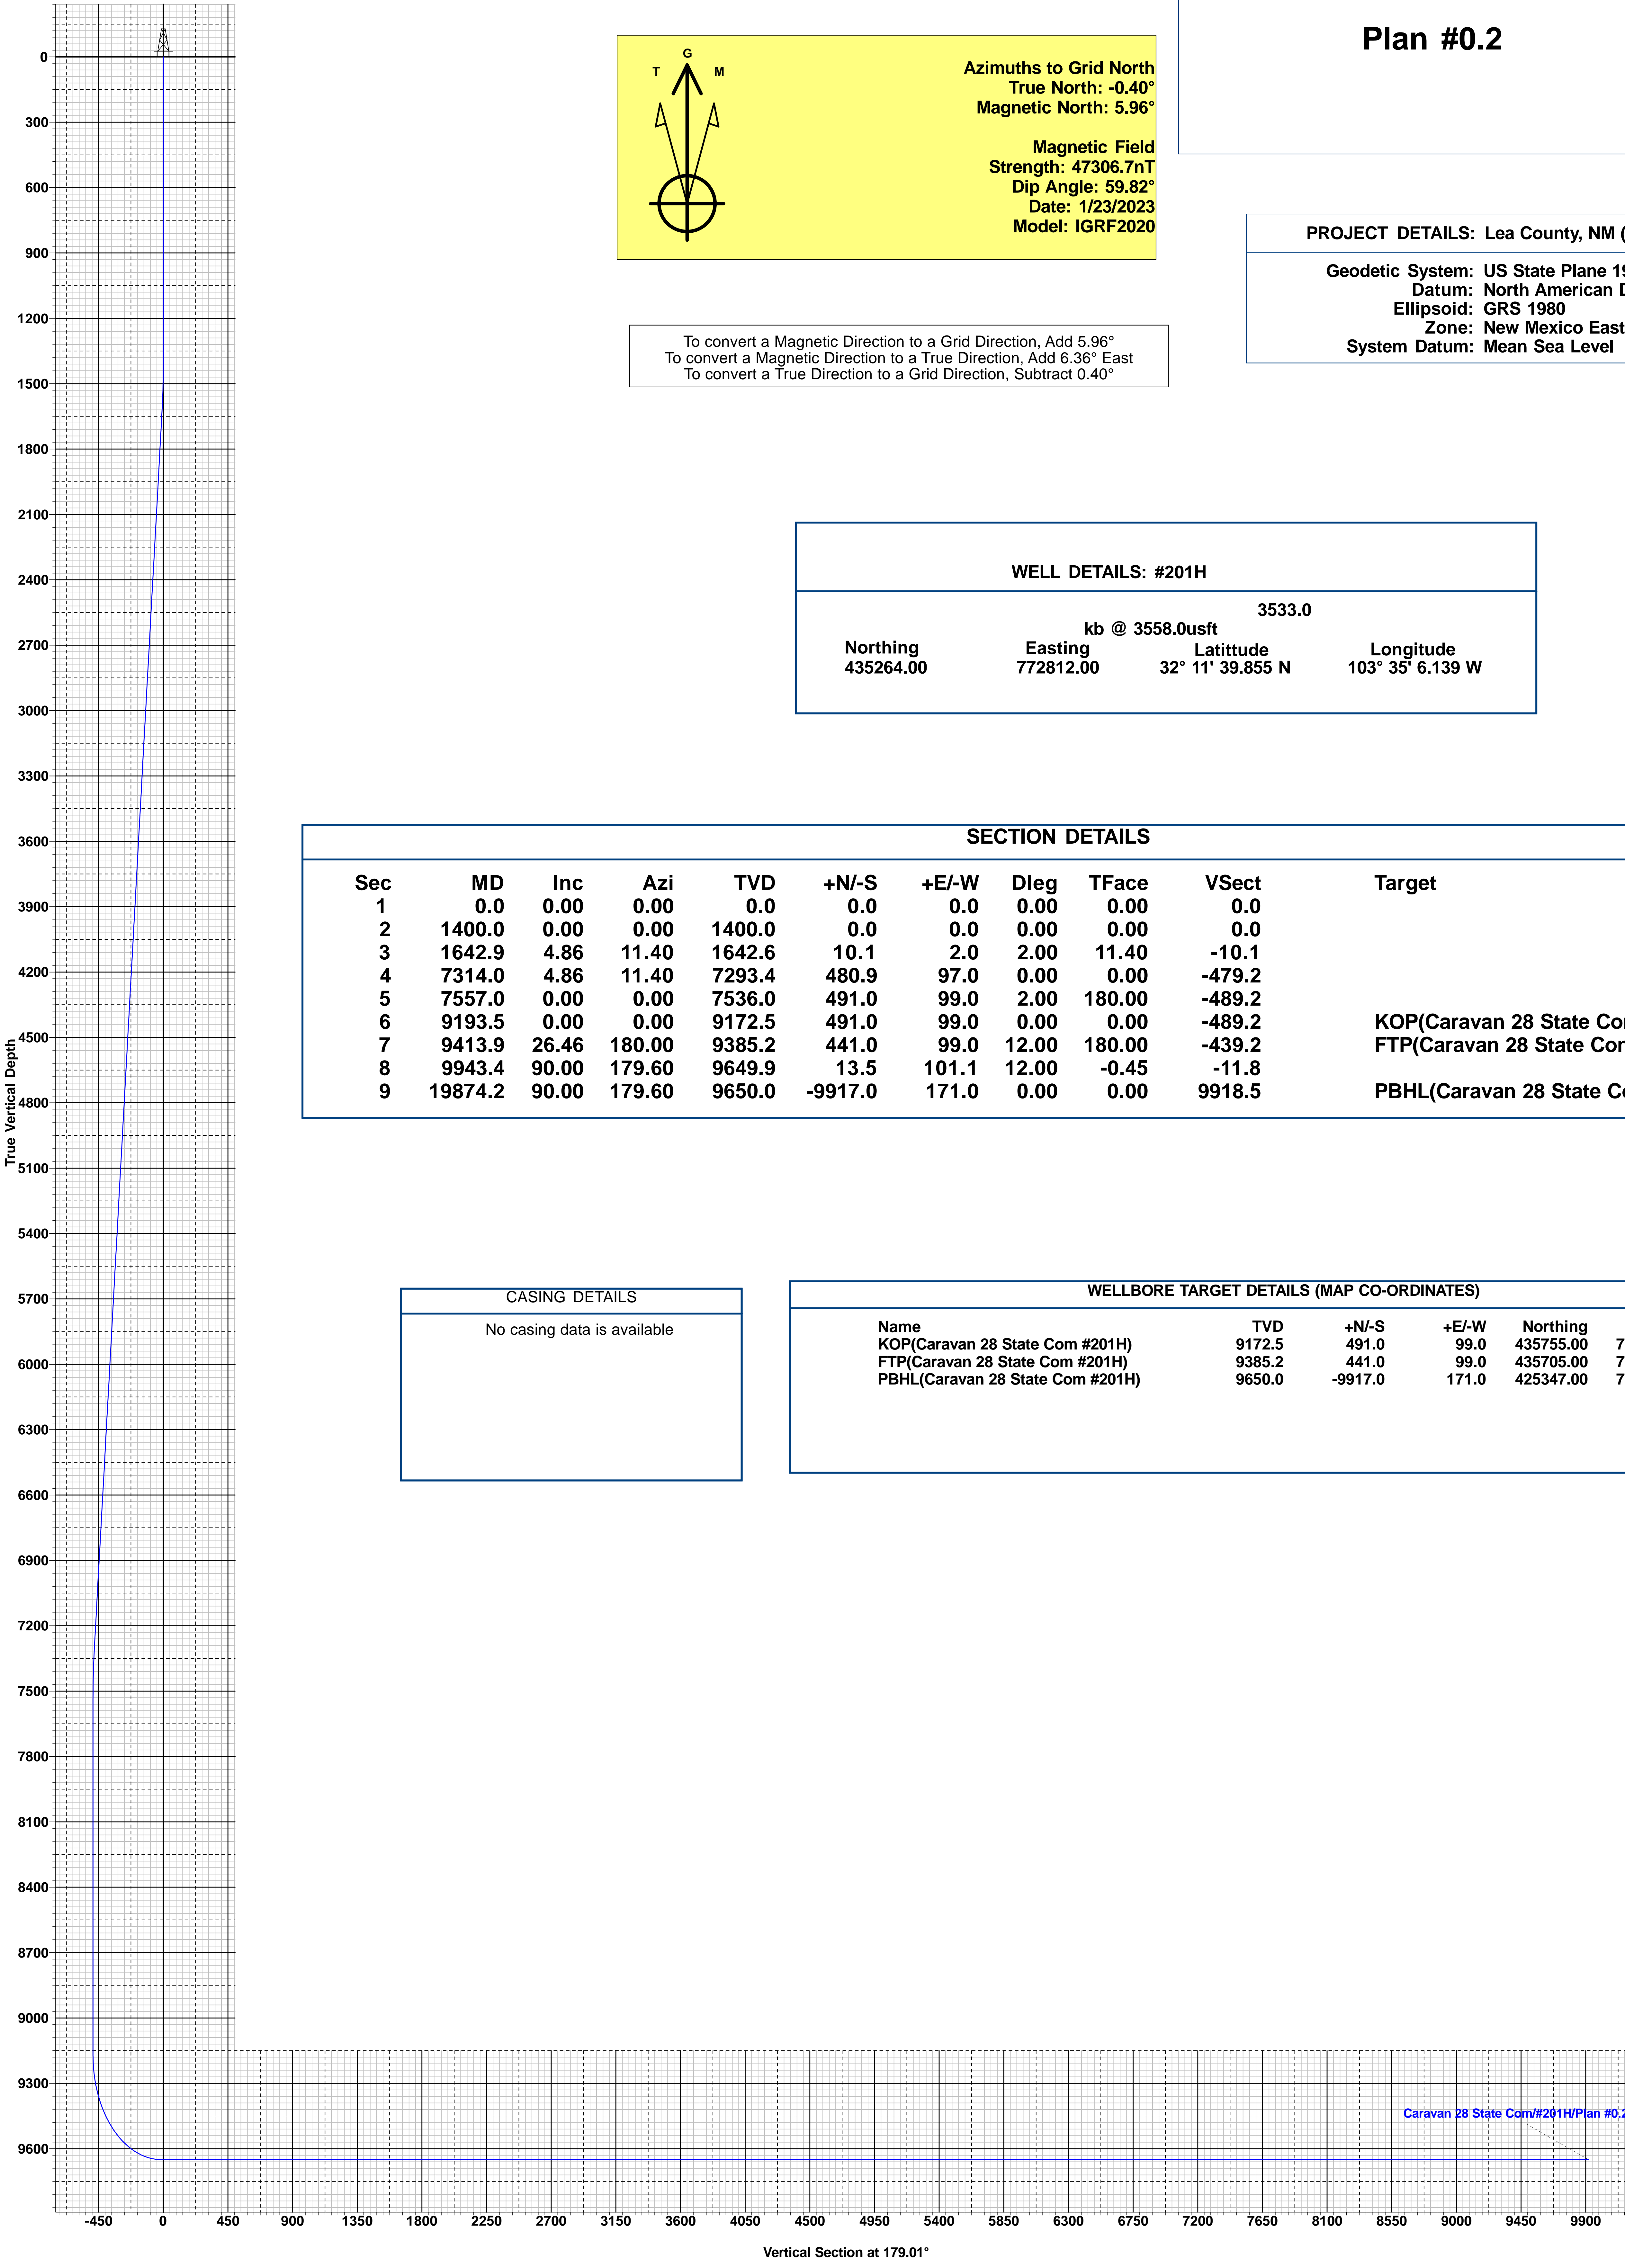 Plan #0.2
G
T M
Azimuths to Grid North
True North: -0.40°
Magnetic North: 5.96°
Magnetic Field
Strength: 47306.7nT
Dip Angle: 59.82°
Date: 1/23/2023
Model: IGRF2020
PROJECT DETAILS: Lea County, NM (
Geodetic System: US State Plane 19
Datum: North American D
Ellipsoid: GRS 1980
Zone: New Mexico East
System Datum: Mean Sea Level
To convert a Magnetic Direction to a Grid Direction, Add 5.96°
To convert a Magnetic Direction to a True Direction, Add 6.36° East
To convert a True Direction to a Grid Direction, Subtract 0.40°
WELL DETAILS: #201H
3533.0
kb @ 3558.0usft
Northing Easting Latittude Longitude
435264.00 772812.00 32° 11' 39.855 N 103° 35' 6.139 W
SECTION DETAILS
Sec MD Inc Azi TVD +N/-S +E/-W Dleg TFace VSect Target
1 0.0 0.00 0.00 0.0 0.0 0.0 0.00 0.00 0.0
2 1400.0 0.00 0.00 1400.0 0.0 0.0 0.00 0.00 0.0
3 1642.9 4.86 11.40 1642.6 10.1 2.0 2.00 11.40 -10.1
4 7314.0 4.86 11.40 7293.4 480.9 97.0 0.00 0.00 -479.2
5 7557.0 0.00 0.00 7536.0 491.0 99.0 2.00 180.00 -489.2
6 9193.5 0.00 0.00 9172.5 491.0 99.0 0.00 0.00 -489.2 KOP(Caravan 28 State Co
7 9413.9 26.46 180.00 9385.2 441.0 99.0 12.00 180.00 -439.2 FTP(Caravan 28 State Com
8 9943.4 90.00 179.60 9649.9 13.5 101.1 12.00 -0.45 -11.8
9 19874.2 90.00 179.60 9650.0 -9917.0 171.0 0.00 0.00 9918.5 PBHL(Caravan 28 State C
CASING DETAILS
No casing data is available
WELLBORE TARGET DETAILS (MAP CO-ORDINATES)
Name TVD +N/-S +E/-W Northing
KOP(Caravan 28 State Com #201H) 9172.5 491.0 99.0 435755.00 7
FTP(Caravan 28 State Com #201H) 9385.2 441.0 99.0 435705.00 7
PBHL(Caravan 28 State Com #201H) 9650.0 -9917.0 171.0 425347.00 7
True Vertical Depth
0
300
600
900
1200
1500
1800
2100
2400
2700
3000
3300
3600
3900
4200
4500
4800
5100
5400
5700
6000
6300
6600
6900
7200
7500
7800
8100
8400
8700
9000
9300
9600
Caravan 28 State Com/#201H/Plan #0.2
-450 0 450 900 1350 1800 2250 2700 3150 3600 4050 4500 4950 5400 5850 6300 6750 7200 7650 8100 8550 9000 9450 9900
Vertical Section at 179.01°